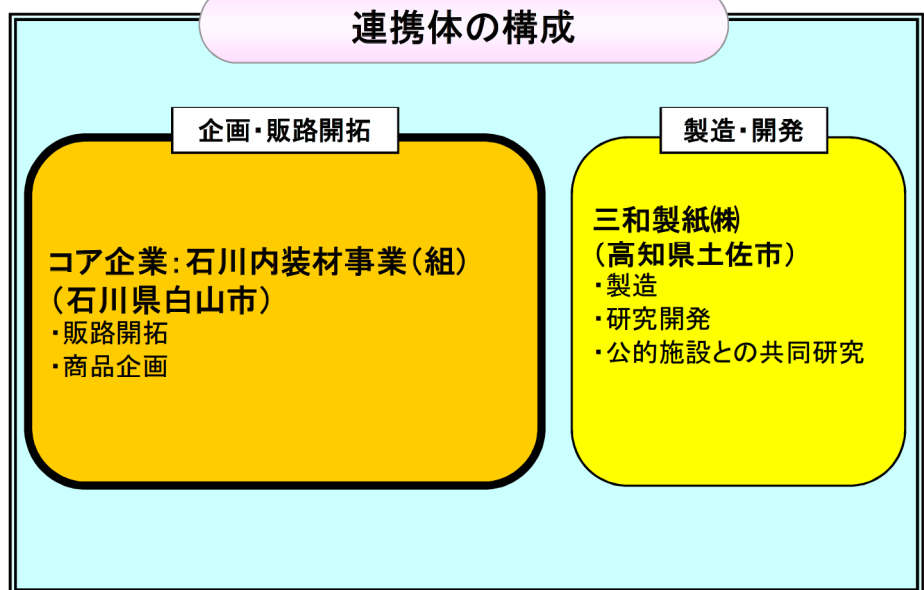 連携体の構成
企画・販路開拓
コア企業：石川内装材事業（組）
（石川県白山市）
・販路開拓
・商品企画
製造・開発
三和製紙㈱
（高知県土佐市）
・製造
・研究開発
・公的施設との共同研究